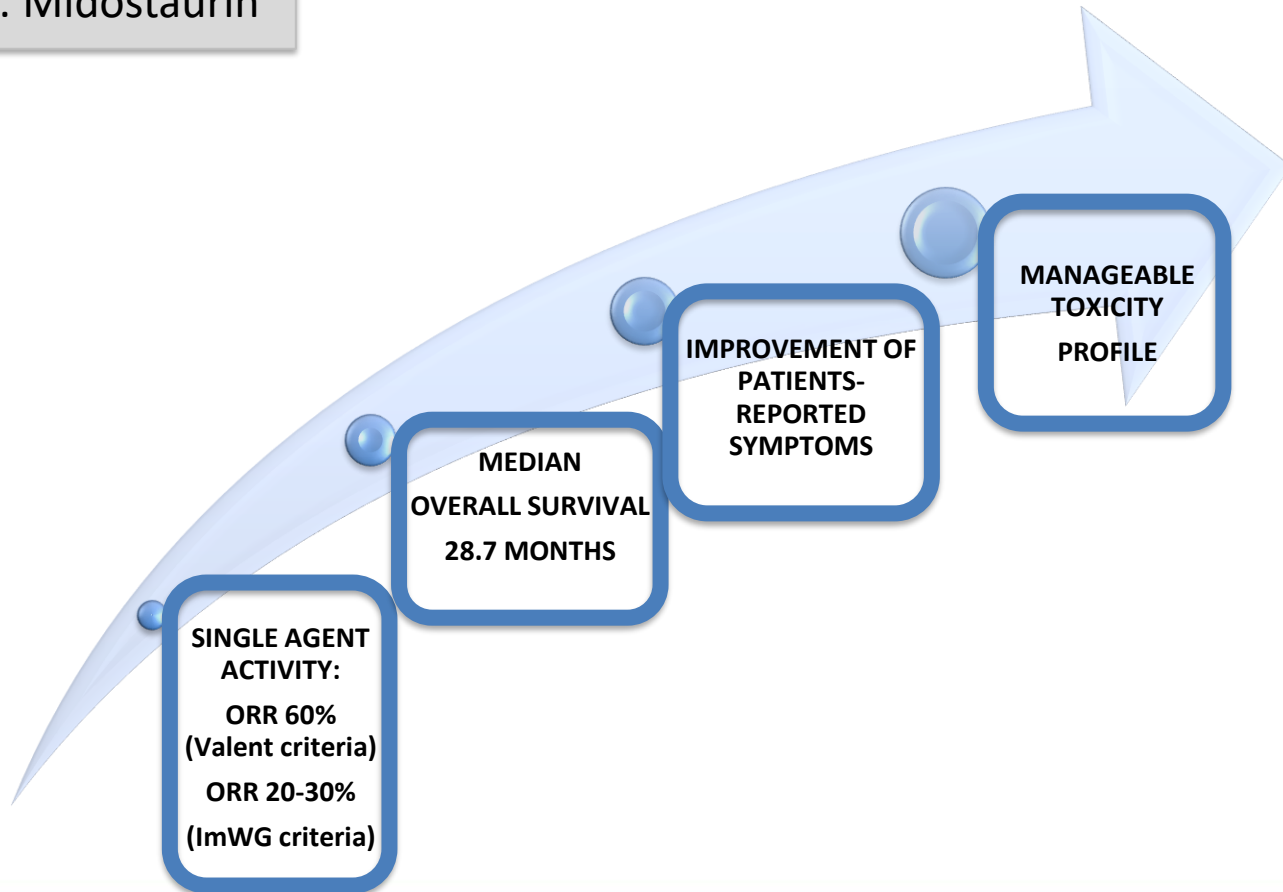 . Midostaurin
MANAGEABLE
TOXICITY
PROFILE
IMPROVEMENT OF
PATIENTS-
REPORTED
SYMPTOMS
MEDIAN
OVERALL SURVIVAL
28.7 MONTHS
SINGLE AGENT
ACTIVITY:
ORR 60%
(Valent criteria)
ORR 20-30%
(ImWG criteria)